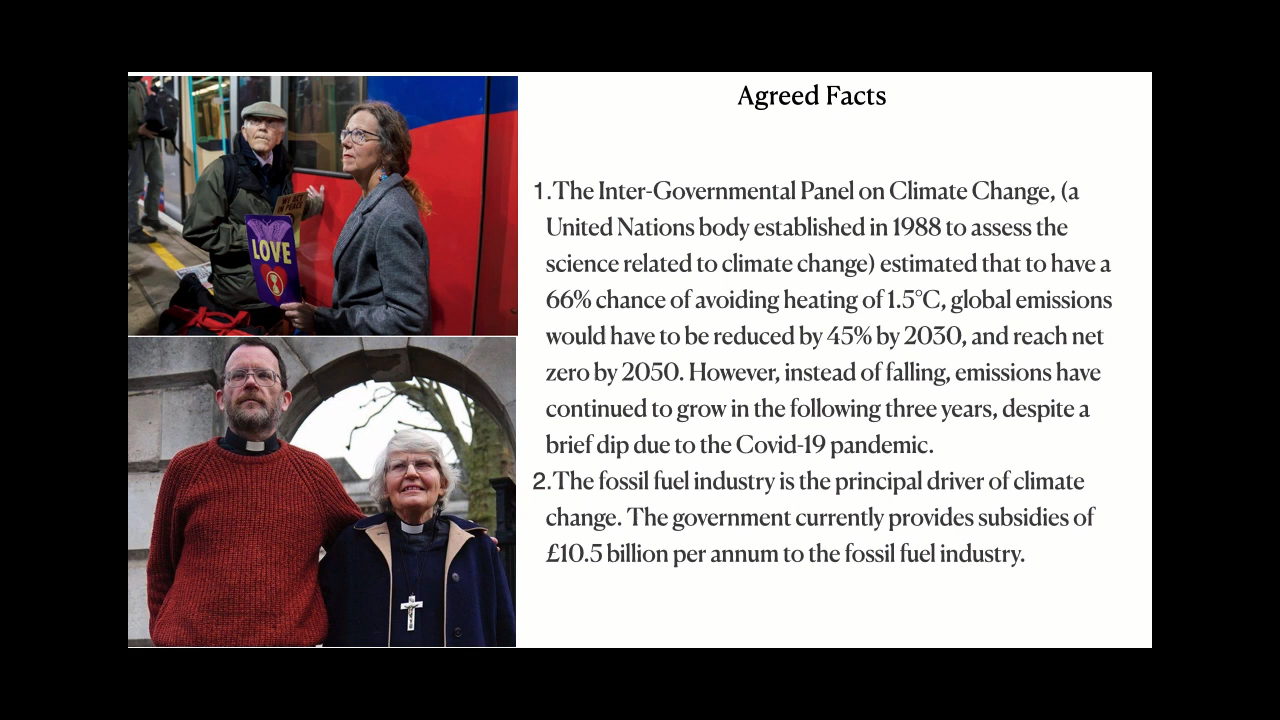 Agreed Facts
1.The Inter-Governmental Panel on Climate Change, (a
United Nations body established in 1988 to assess the
science related to climate change) estimated that to have a
66% chance of avoiding heating of 1.5°C, global emissions
would have to be reduced by 45% by 2030, and reach net
zero by 2050. However, instead of falling, emissions have
continued to grow in the following three years, despite a
brief dip due to the Covid-19 pandemic.
2.The fossil fuel industry is the principal driver of climate
change. The government currently provides subsidies of
£10.5 billion per annum to the fossil fuel industry.
WE ACT
IN PEACE
LOVE